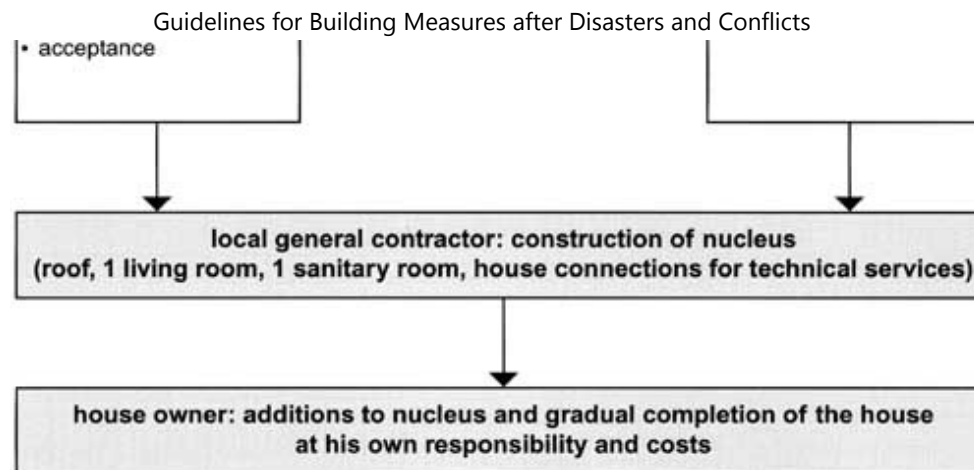 Guidelines for Building Measures after Disasters and Conflicts
• acceptance
local general contractor: construction of nucleus
(roof, 1 living room, 1 sanitary room, house connections for technical services)
house owner: additions to nucleus and gradual completion of the house
at his own responsibility and costs